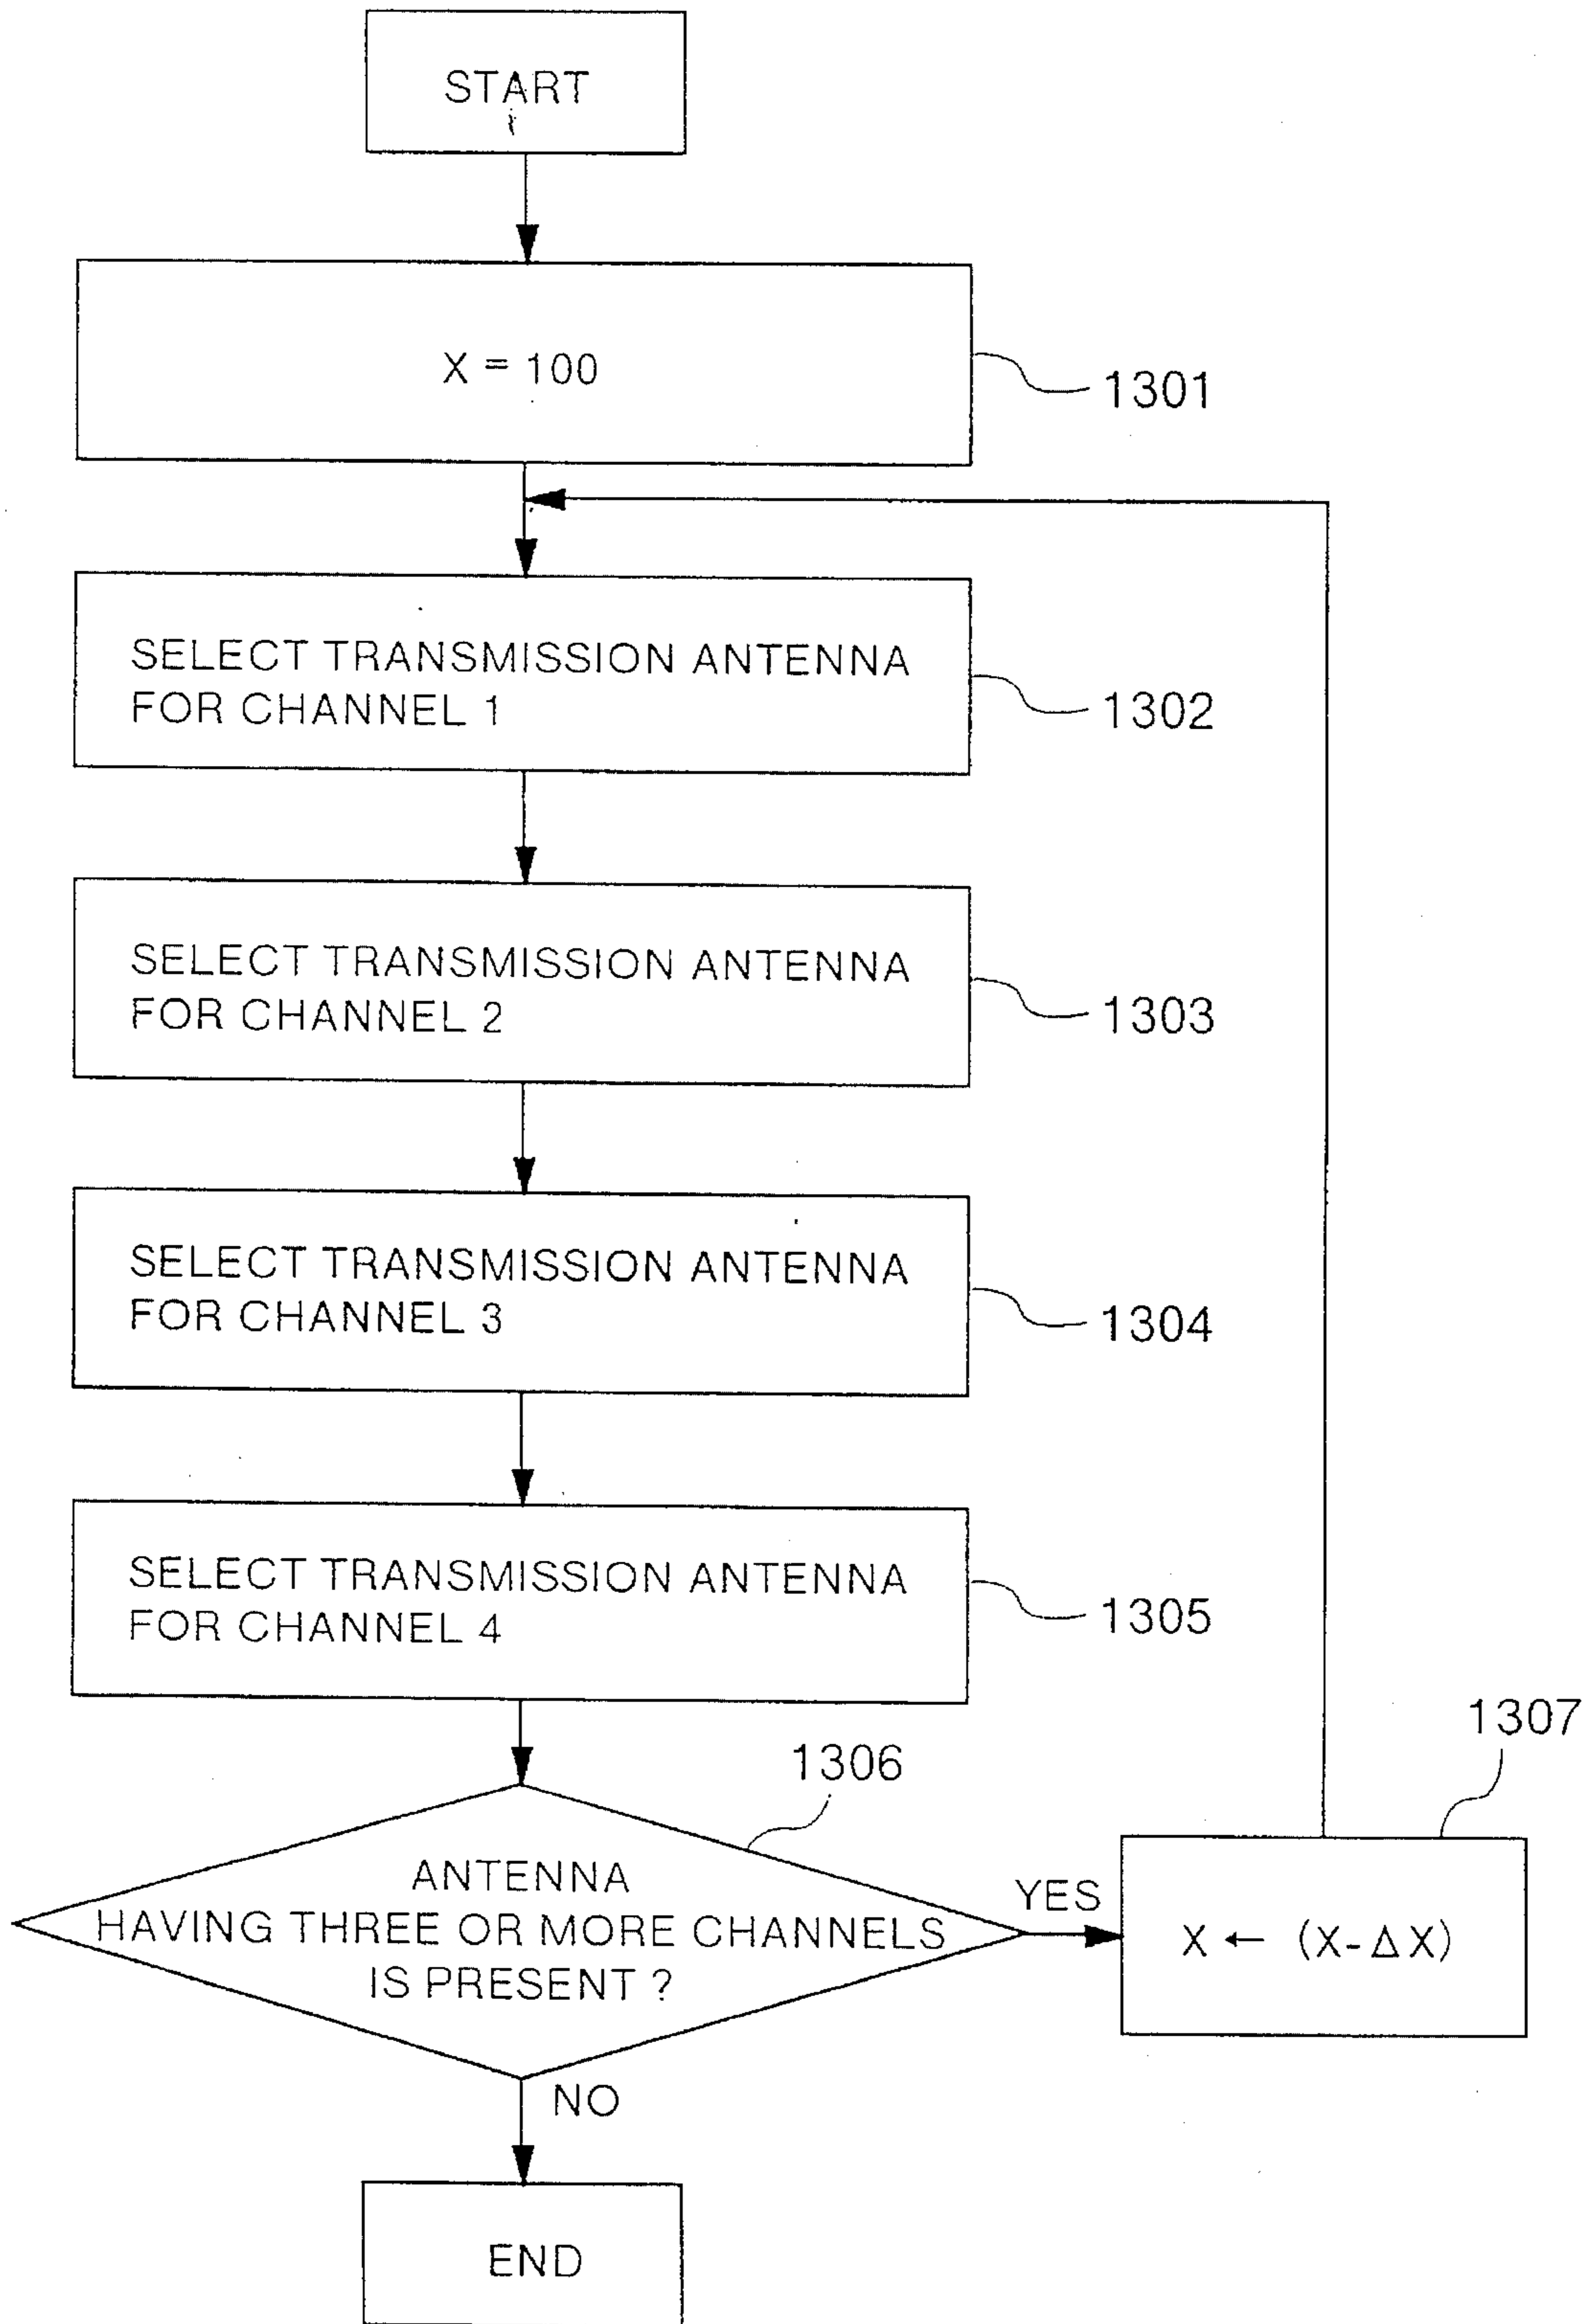 START
X = 100
1301
SELECT TRANSMISSION ANTENNA
FOR CHANNEL 1
1302
SELECT TRANSMISSION ANTENNA
FOR CHANNEL 2
1303
SELECT TRANSMISSION ANTENNA
FOR CHANNEL 3
1304
SELECT TRANSMISSION ANTENNA
FOR CHANNEL 4
1305
1306
ANTENNA
HAVING THREE OR MORE CHANNELS
IS PRESENT ?
YES
1307
X ← (X-ΔX)
NO
END